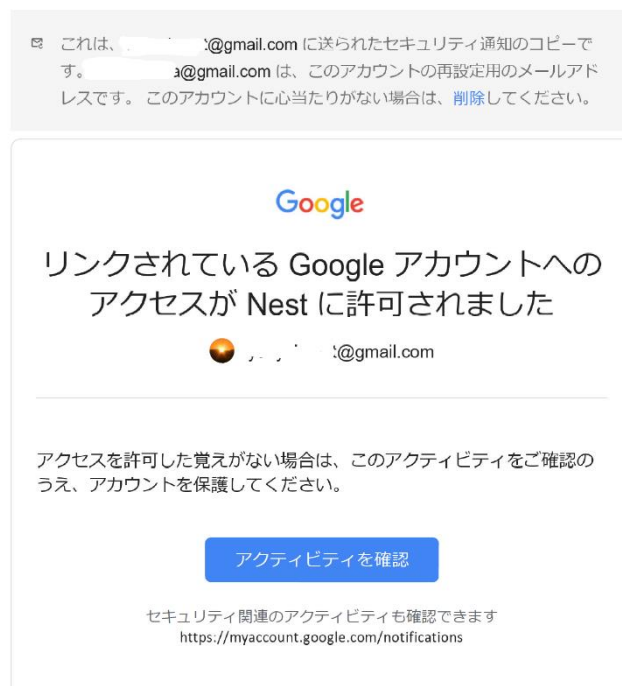 これは、 @gmail.com に送られたセキュリティ通知のコピーで
す。 a@gmail.com は、このアカウントの再設定用のメールアド
レスです。 このアカウントに心当たりがない場合は、削除してください。
Google
リンクされている Google アカウントへの
アクセスが Nest に許可されました
@gmail.com
アクセスを許可した覚えがない場合は、このアクティビティをご確認の
うえ、アカウントを保護してください。
アクティビティを確認
セキュリティ関連のアクティビティも確認できます
https://myaccount.google.com/notifications